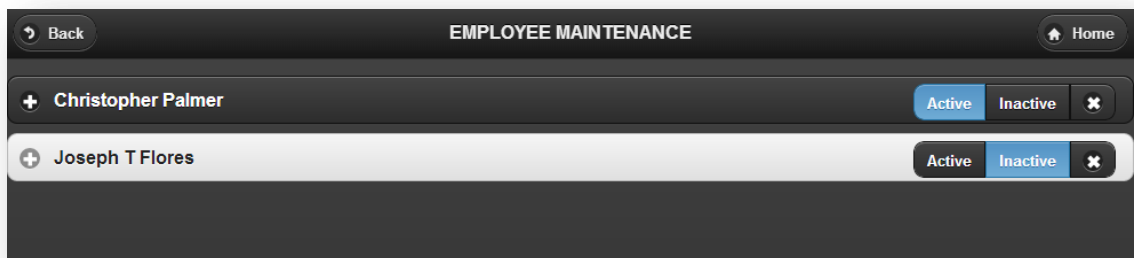 Back EMPLOYEE MAINTENANCE Home
Christopher Palmer Active Inactive
Joseph T Flores Active Inactive